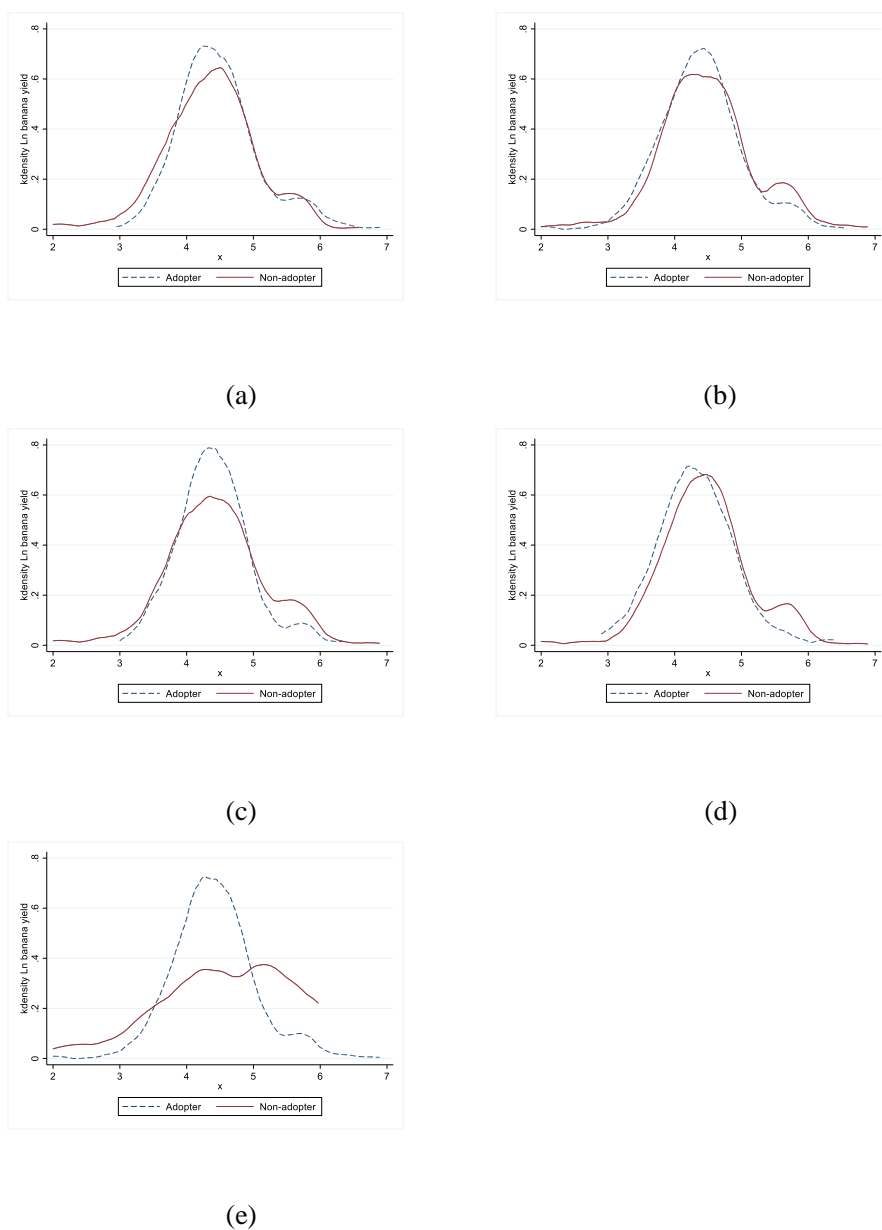 kdensity Ln banana yield
0 .2 .4 .6 .8
2 3 4 5 6 7
x
Adopter Non-adopter
(a)
kdensity Ln banana yield
0 .2 .4 .6 .8
2 3 4 5 6 7
x
Adopter Non-adopter
(b)
kdensity Ln banana yield
0 .2 .4 .6 .8
2 3 4 5 6 7
x
Adopter Non-adopter
(c)
kdensity Ln banana yield
0 .2 .4 .6 .8
2 3 4 5 6 7
x
Adopter Non-adopter
(d)
kdensity Ln banana yield
0 .2 .4 .6 .8
2 3 4 5 6 7
x
Adopter Non-adopter
(e)